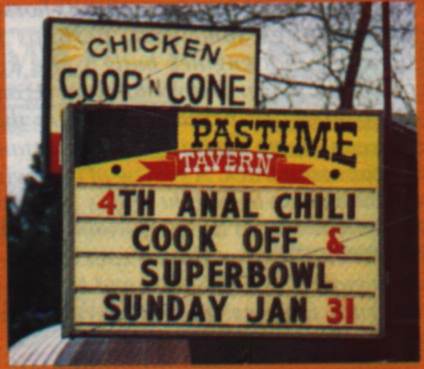 CHICKEN
COOP N CONE
PASTIME
TAVERN
4TH ANAL CHILI
COOK OFF &
SUPERBOWL
SUNDAY JAN 31